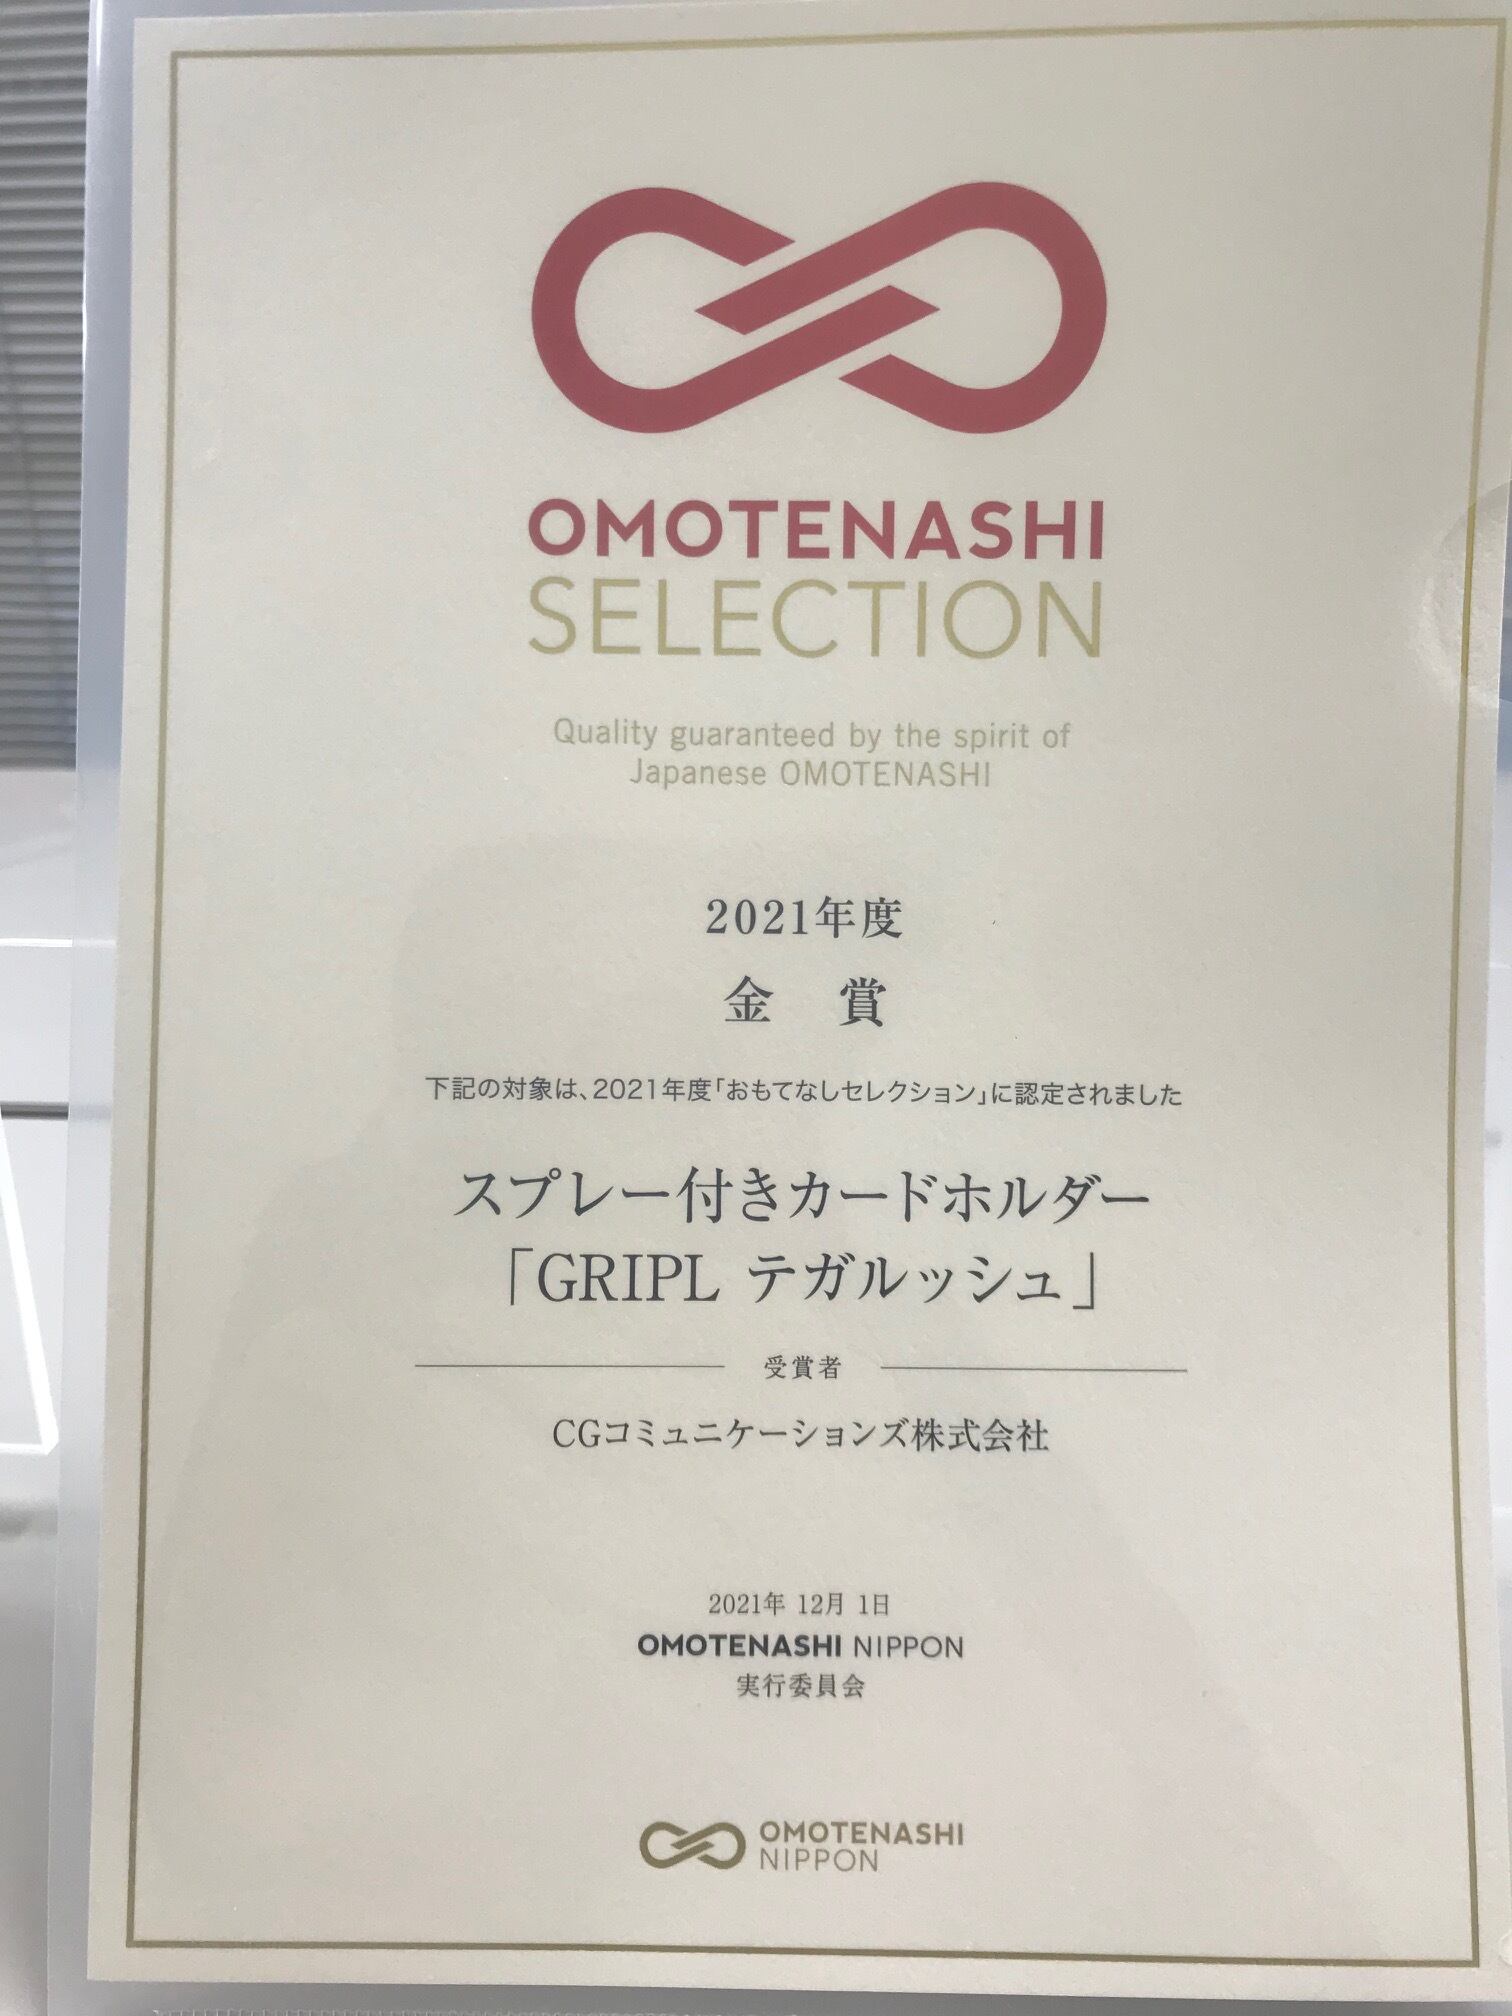 OMOTENASHI
SELECTION
Quality guaranteed by the spirit of
Japanese OMOTENASHI
2021年度
金 賞
下記の対象は、2021年度「おもてなしセレクション」に認定されました
スプレー付きカードホルダー
「GRIPL テガルッシュ」
受賞者
CGコミュニケーションズ株式会社
2021年 12月 1日
OMOTENASHI NIPPON
実行委員会
OMOTENASHI
NIPPON